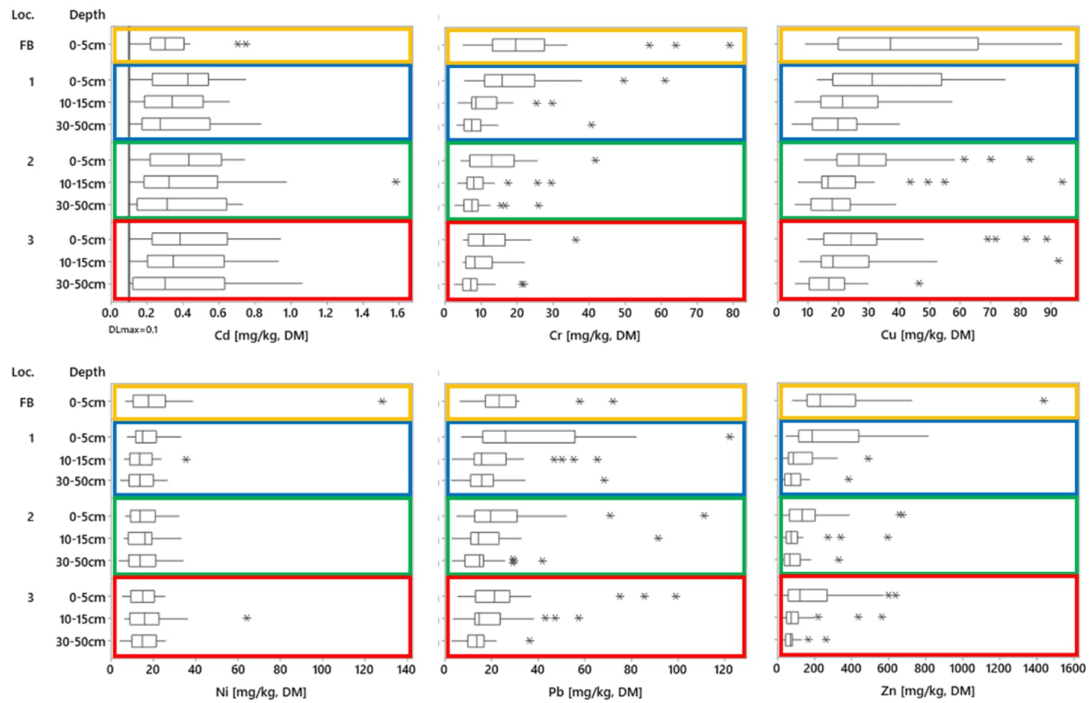 Loc. Depth
FB 0-5cm
1 0-5cm
10-15cm
30-50cm
2 0-5cm
10-15cm
30-50cm
3 0-5cm
10-15cm
30-50cm
0.0 0.2 0.4 0.6 0.8 1.0 1.2 1.4 1.6
0 10 20 30 40 50 60 70 80
0 10 20 30 40 50 60 70 80 90
DLmax=0.1
Cd [mg/kg, DM] Cr [mg/kg, DM] Cu [mg/kg, DM]
Loc. Depth
FB 0-5cm
1 0-5cm
10-15cm
30-50cm
2 0-5cm
10-15cm
30-50cm
3 0-5cm
10-15cm
30-50cm
0 20 40 60 80 100 120 140
0 20 40 60 80 100 120
0 200 400 600 800 1000 1200 1400 1600
Ni [mg/kg, DM] Pb [mg/kg, DM] Zn [mg/kg, DM]